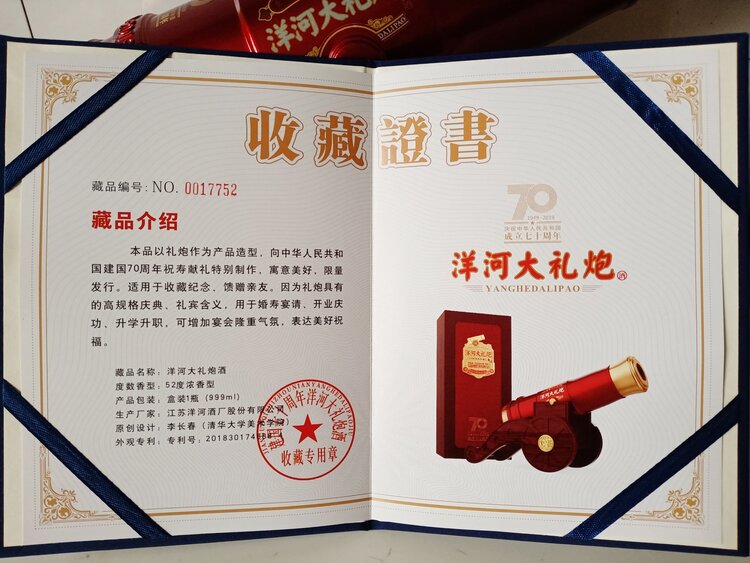 洋河大礼炮
DALIPAO
收藏證書
藏品编号: NO. 0017752
藏品介绍
本品以礼炮作为产品造型，向中华人民共和
国建国70周年祝寿献礼特别制作，寓意美好，限量
发行。适用于收藏纪念、馈赠亲友。因为礼炮具有
的高规格庆典、礼宾含义，用于婚寿宴请、开业庆
功、升学升职，可增加宴会隆重气氛，表达美好祝
福。
藏品名称：洋河大礼炮酒
度数香型：52度浓香型
产品包装：盒装1瓶 (999ml)
生产厂家：江苏洋河酒厂股份有限公司
原创设计：李长春（清华大学美术学院）
外观专利：专利号：201830174
周年洋河大礼炮酒
收藏专用章
70
1949-2019
庆祝中华人民共和国
成立七十周年
洋河大礼炮
酒
YANGHEDALIPAO
洋河大礼炮
70
洋河大礼炮